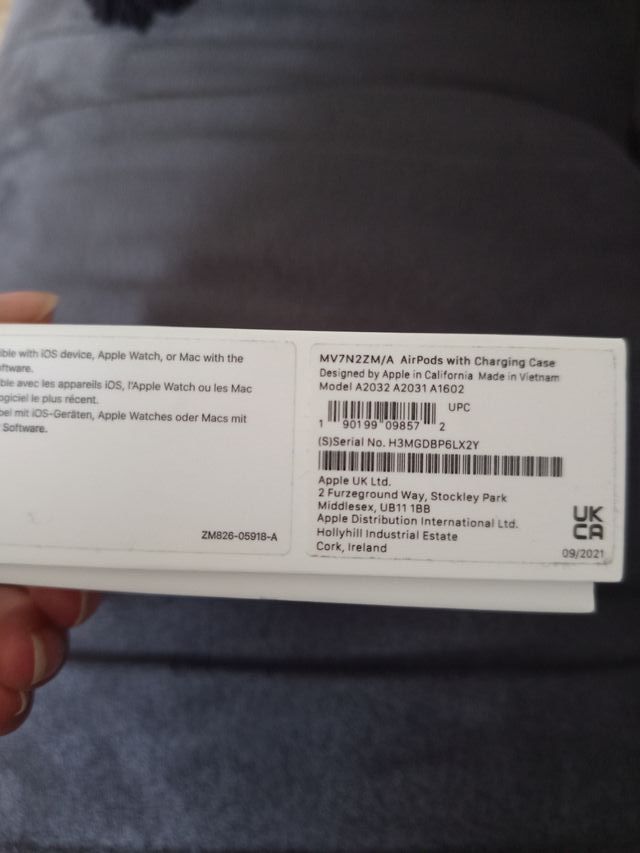 ible with iOS device, Apple Watch, or Mac with the
ftware.
ble avec les appareils iOS, l'Apple Watch ou les Mac
ogiciel le plus récent.
bel mit iOS-Geräten, Apple Watches oder Macs mit
Software.
ZM826-05918-A
MV7N2ZM/A AirPods with Charging Case
Designed by Apple in California Made in Vietnam
Model A2032 A2031 A1602
UPC
1 90199 09857 2
(S)Serial No. H3MGDBP6LX2Y
Apple UK Ltd.
2 Furzeground Way, Stockley Park
Middlesex, UB11 1BB
Apple Distribution International Ltd.
Hollyhill Industrial Estate
Cork, Ireland
UK
CA
09/2021